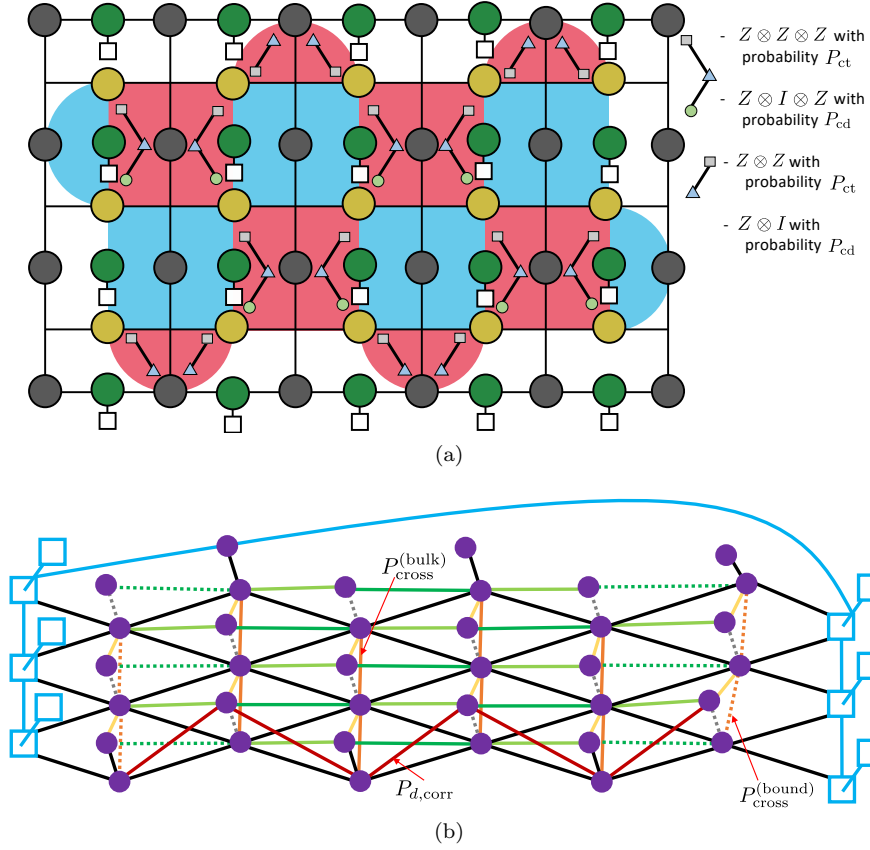 - Z ⊗ Z ⊗ Z with
probability P_ct
- Z ⊗ I ⊗ Z with
probability P_cd
- Z ⊗ Z with
probability P_ct
- Z ⊗ I with
probability P_cd
(a)
P_cross^(bulk)
P_d,corr
P_cross^(bound)
(b)